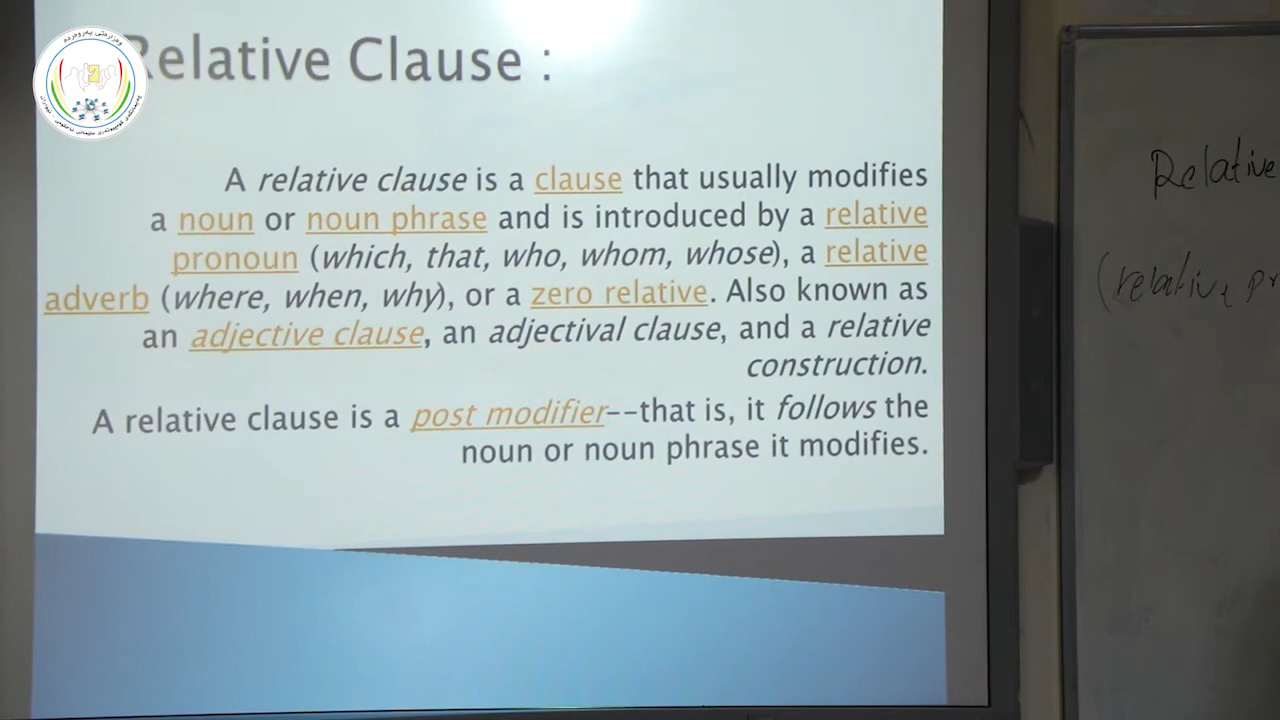 Relative Clause :
A relative clause is a clause that usually modifies
a noun or noun phrase and is introduced by a relative
pronoun (which, that, who, whom, whose), a relative
adverb (where, when, why), or a zero relative. Also known as
an adjective clause, an adjectival clause, and a relative
construction.
A relative clause is a post modifier--that is, it follows the
noun or noun phrase it modifies.
Relative
(relative pr